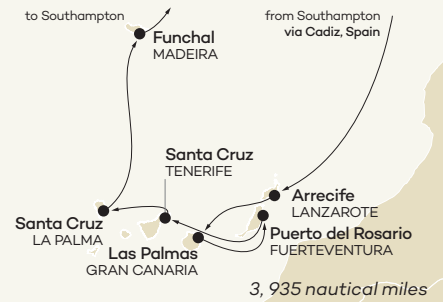 to Southampton
from Southampton
via Cadiz, Spain
Funchal
MADEIRA
Santa Cruz
TENERIFE
Arrecife
LANZAROTE
Santa Cruz
LA PALMA
Puerto del Rosario
FUERTEVENTURA
Las Palmas
GRAN CANARIA
3,935 nautical miles